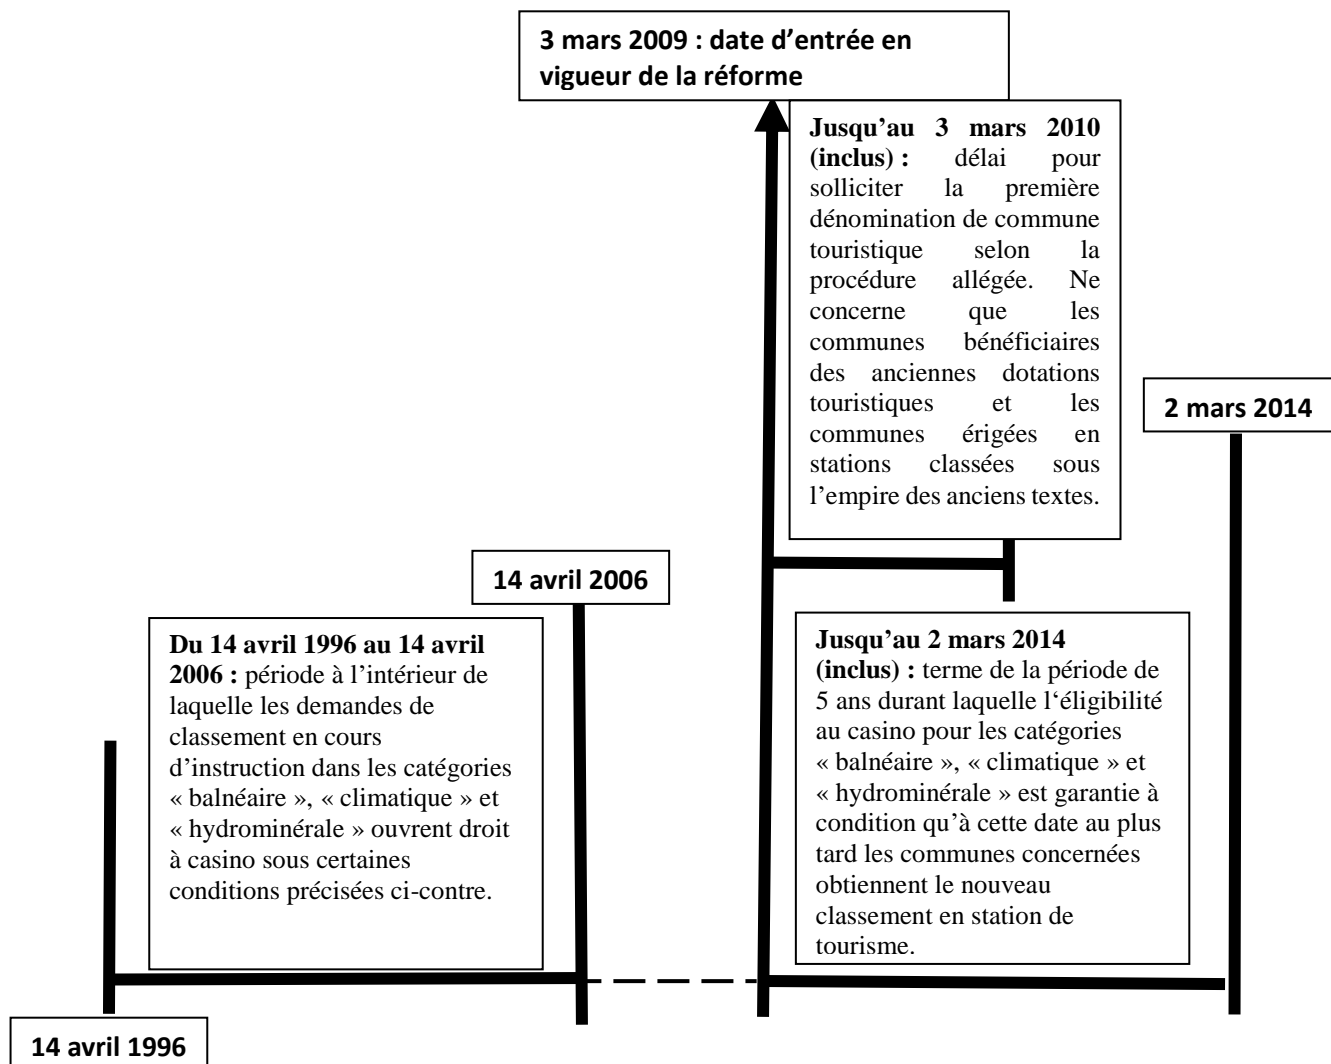 3 mars 2009 : date d’entrée en
vigueur de la réforme
Jusqu’au 3 mars 2010
(inclus) : délai pour
solliciter la première
dénomination de commune
touristique selon la
procédure allégée. Ne
concerne que les
communes bénéficiaires
des anciennes dotations
touristiques et les
communes érigées en
stations classées sous
l’empire des anciens textes.
2 mars 2014
14 avril 2006
Du 14 avril 1996 au 14 avril
2006 : période à l’intérieur de
laquelle les demandes de
classement en cours
d’instruction dans les catégories
« balnéaire », « climatique » et
« hydrominérale » ouvrent droit
à casino sous certaines
conditions précisées ci-contre.
Jusqu’au 2 mars 2014
(inclus) : terme de la période de
5 ans durant laquelle l‘éligibilité
au casino pour les catégories
« balnéaire », « climatique » et
« hydrominérale » est garantie à
condition qu’à cette date au plus
tard les communes concernées
obtiennent le nouveau
classement en station de
tourisme.
14 avril 1996